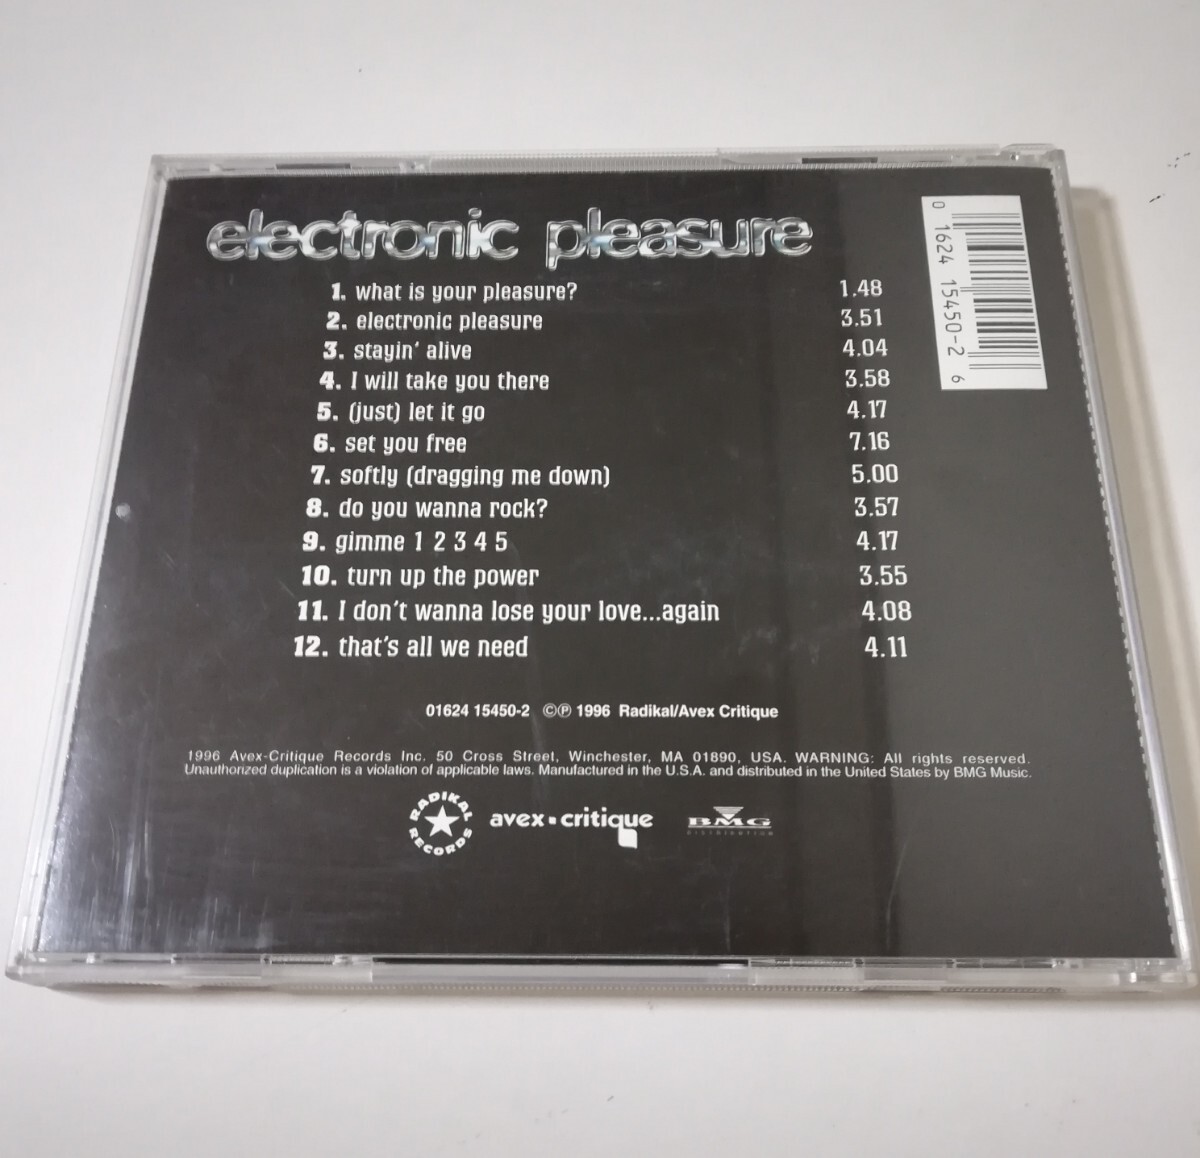 electronic pleasure
1. what is your pleasure? 1.48
2. electronic pleasure 3.51
3. stayin' alive 4.04
4. I will take you there 3.58
5. (just) let it go 4.17
6. set you free 7.16
7. softly (dragging me down) 5.00
8. do you wanna rock? 3.57
9. gimme 1 2 3 4 5 4.17
10. turn up the power 3.55
11. I don't wanna lose your love...again 4.08
12. that's all we need 4.11
0 1624 15450-2 6
01624 15450-2 ©℗ 1996 Radikal/Avex Critique
1996 Avex-Critique Records Inc. 50 Cross Street, Winchester, MA 01890, USA. WARNING: All rights reserved.
Unauthorized duplication is a violation of applicable laws. Manufactured in the U.S.A. and distributed in the United States by BMG Music.
RADIKAL RECORDS
avex·critique
BMG
DISTRIBUTION